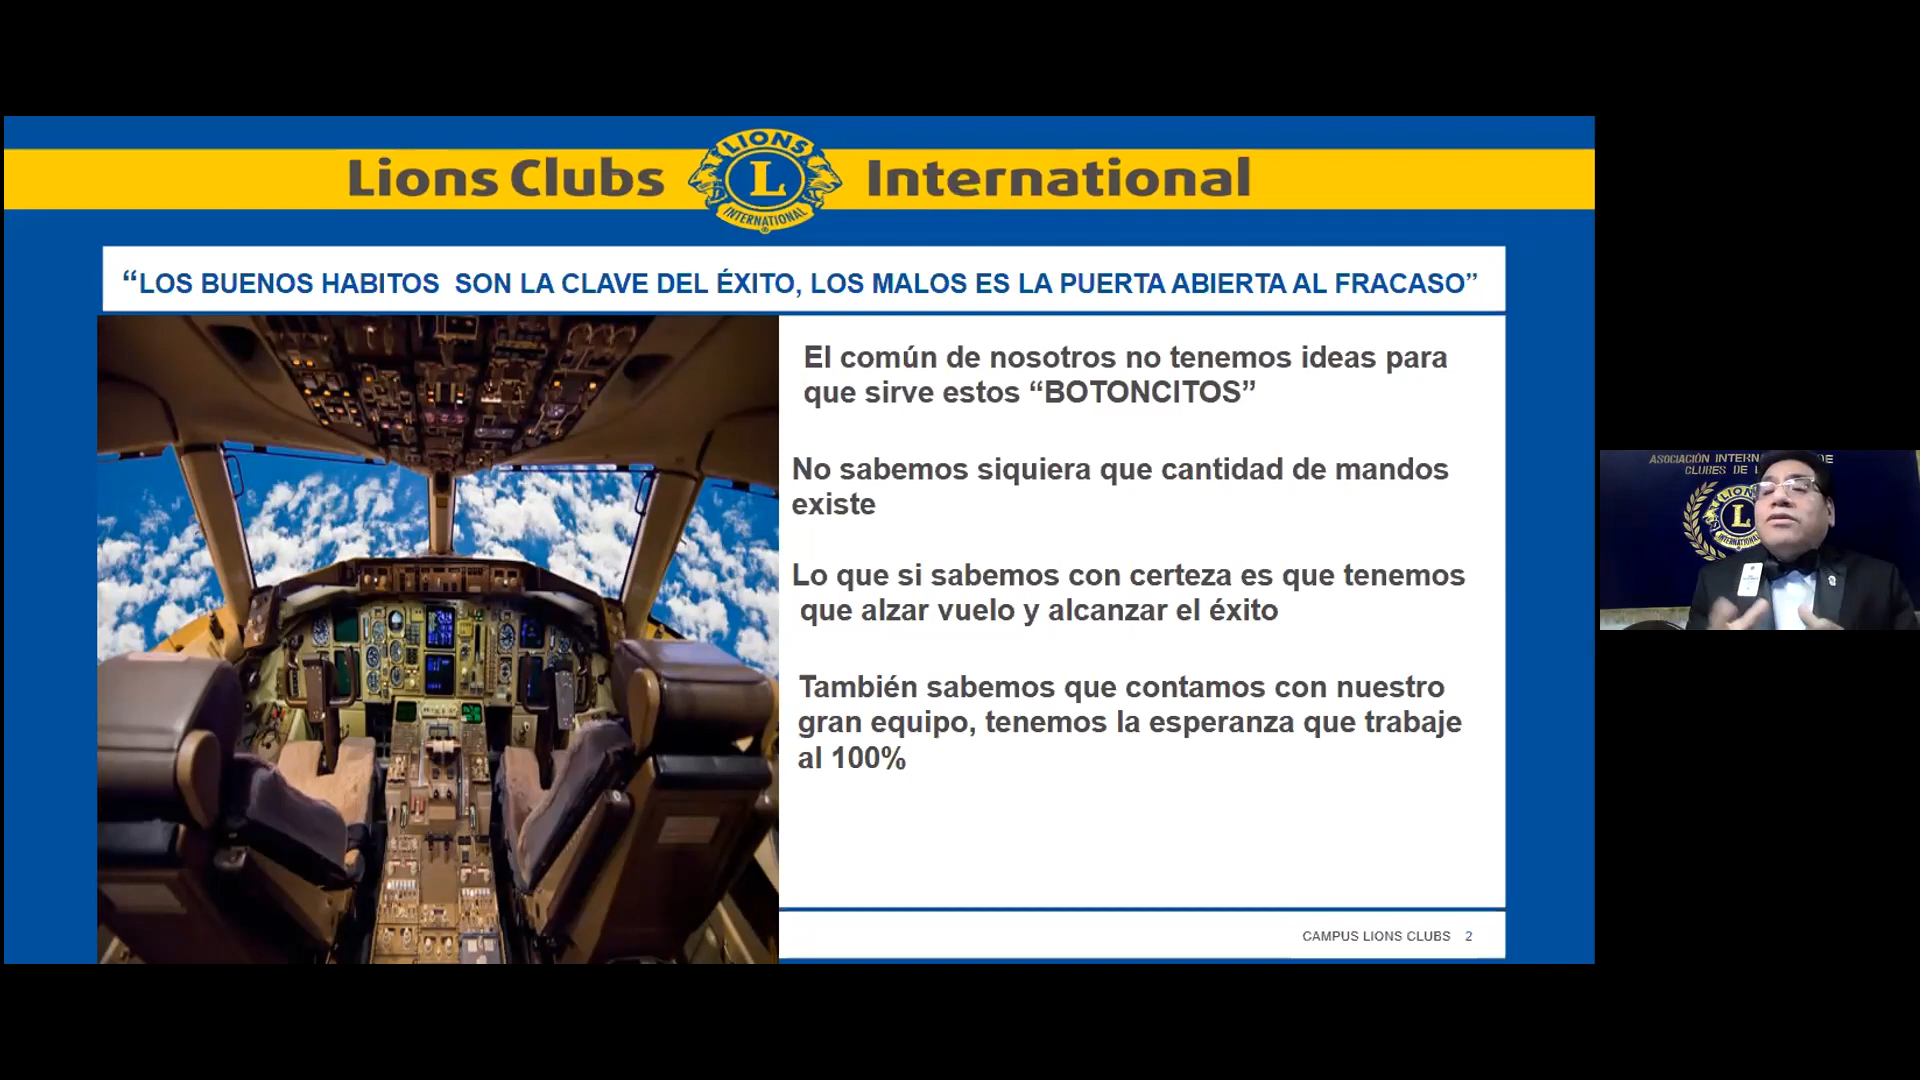 Lions Clubs International
LIONS
L
INTERNATIONAL
“LOS BUENOS HABITOS SON LA CLAVE DEL ÉXITO, LOS MALOS ES LA PUERTA ABIERTA AL FRACASO”
El común de nosotros no tenemos ideas para
que sirve estos “BOTONCITOS”
No sabemos siquiera que cantidad de mandos
existe
Lo que si sabemos con certeza es que tenemos
que alzar vuelo y alcanzar el éxito
También sabemos que contamos con nuestro
gran equipo, tenemos la esperanza que trabaje
al 100%
CAMPUS LIONS CLUBS 2
ASOCIACIÓN DE
CLUBES DE
L
INTERNATIONAL